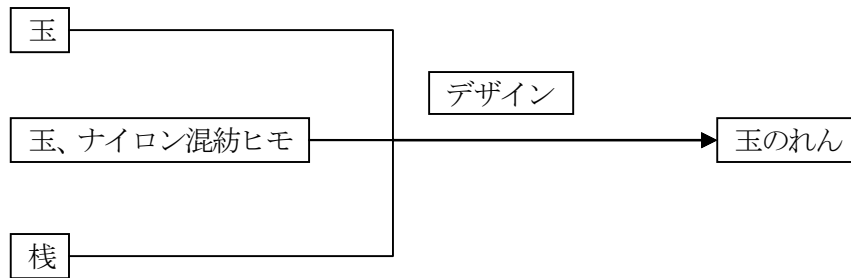 玉
デザイン
玉、ナイロン混紡ヒモ
玉のれん
桟